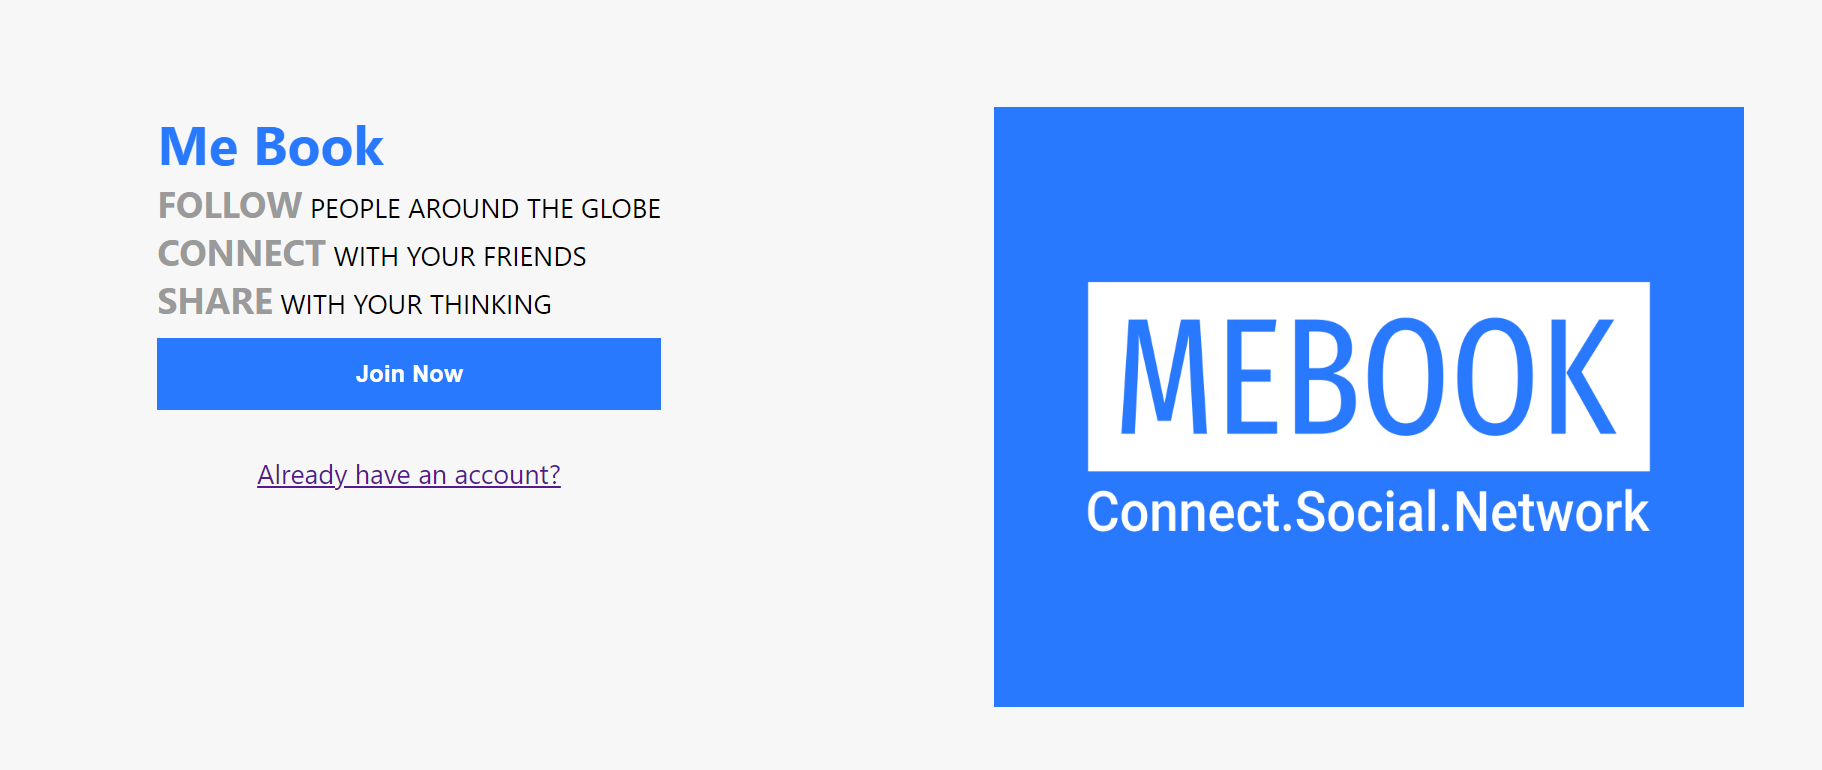 Me Book
FOLLOW PEOPLE AROUND THE GLOBE
CONNECT WITH YOUR FRIENDS
SHARE WITH YOUR THINKING
Join Now
Already have an account?
MEBOOK
Connect.Social.Network